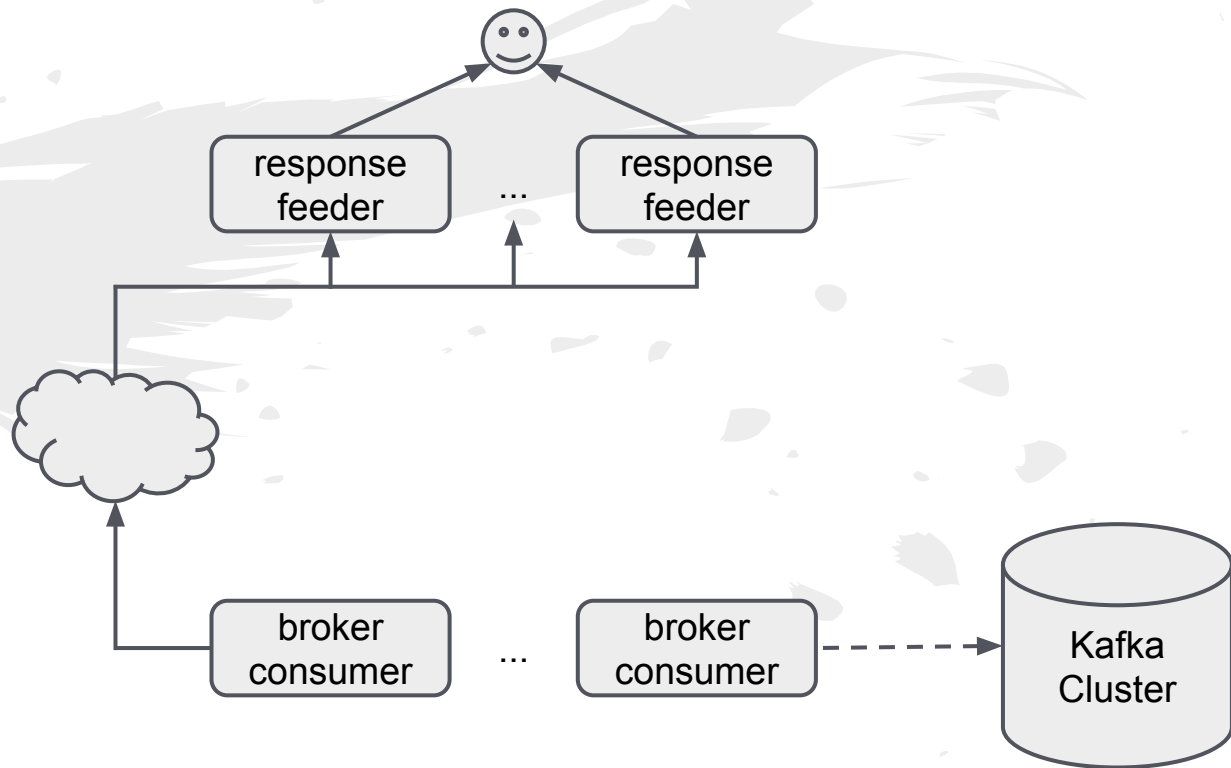 response
feeder
...
response
feeder
broker
consumer
...
broker
consumer
Kafka
Cluster